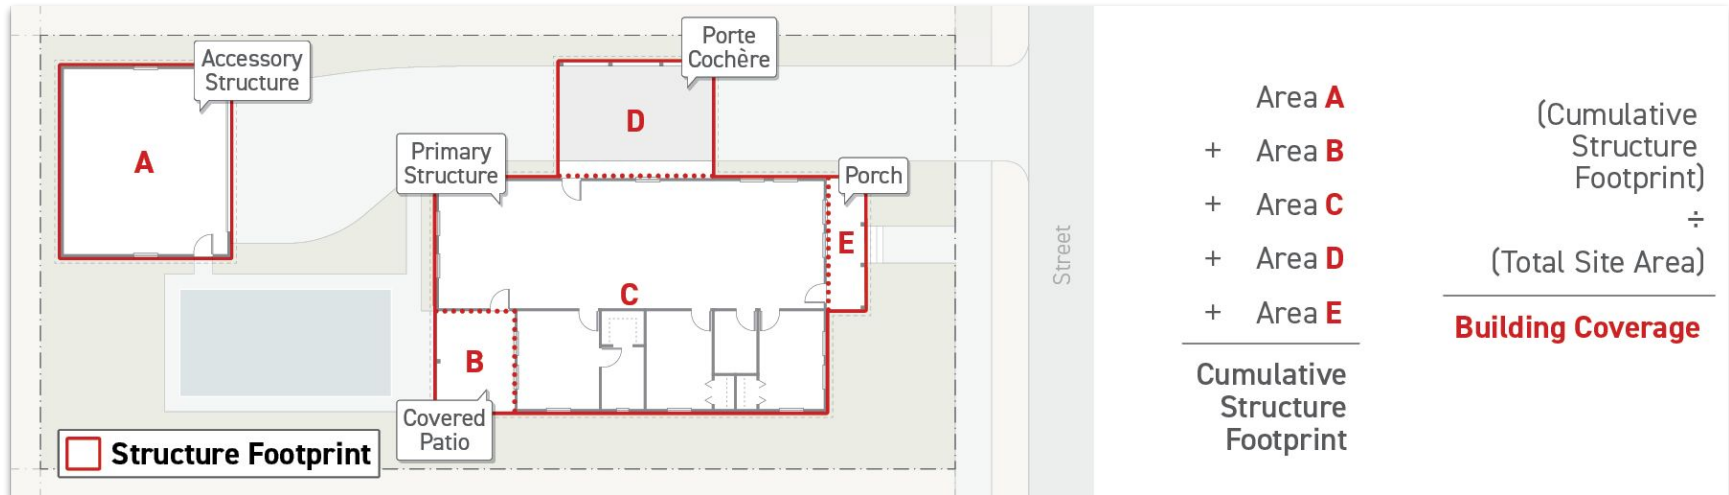 Accessory
Structure
Porte
Cochère
A
D
Primary
Structure
Porch
E
C
B
Covered
Patio
Structure Footprint
Street
Area A
+ Area B
+ Area C
+ Area D
+ Area E
Cumulative
Structure
Footprint
(Cumulative
Structure
Footprint)
÷
(Total Site Area)
Building Coverage